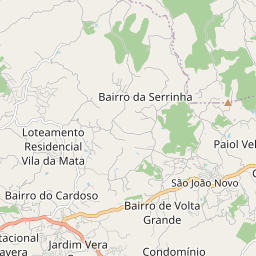 Bairro da Serrinha
Loteamento
Residencial
Vila da Mata
Paiol Vel
São João Novo
Bairro do Cardoso
Bairro de Volta
Grande
tacional
avera
Jardim Vera
Condomínio